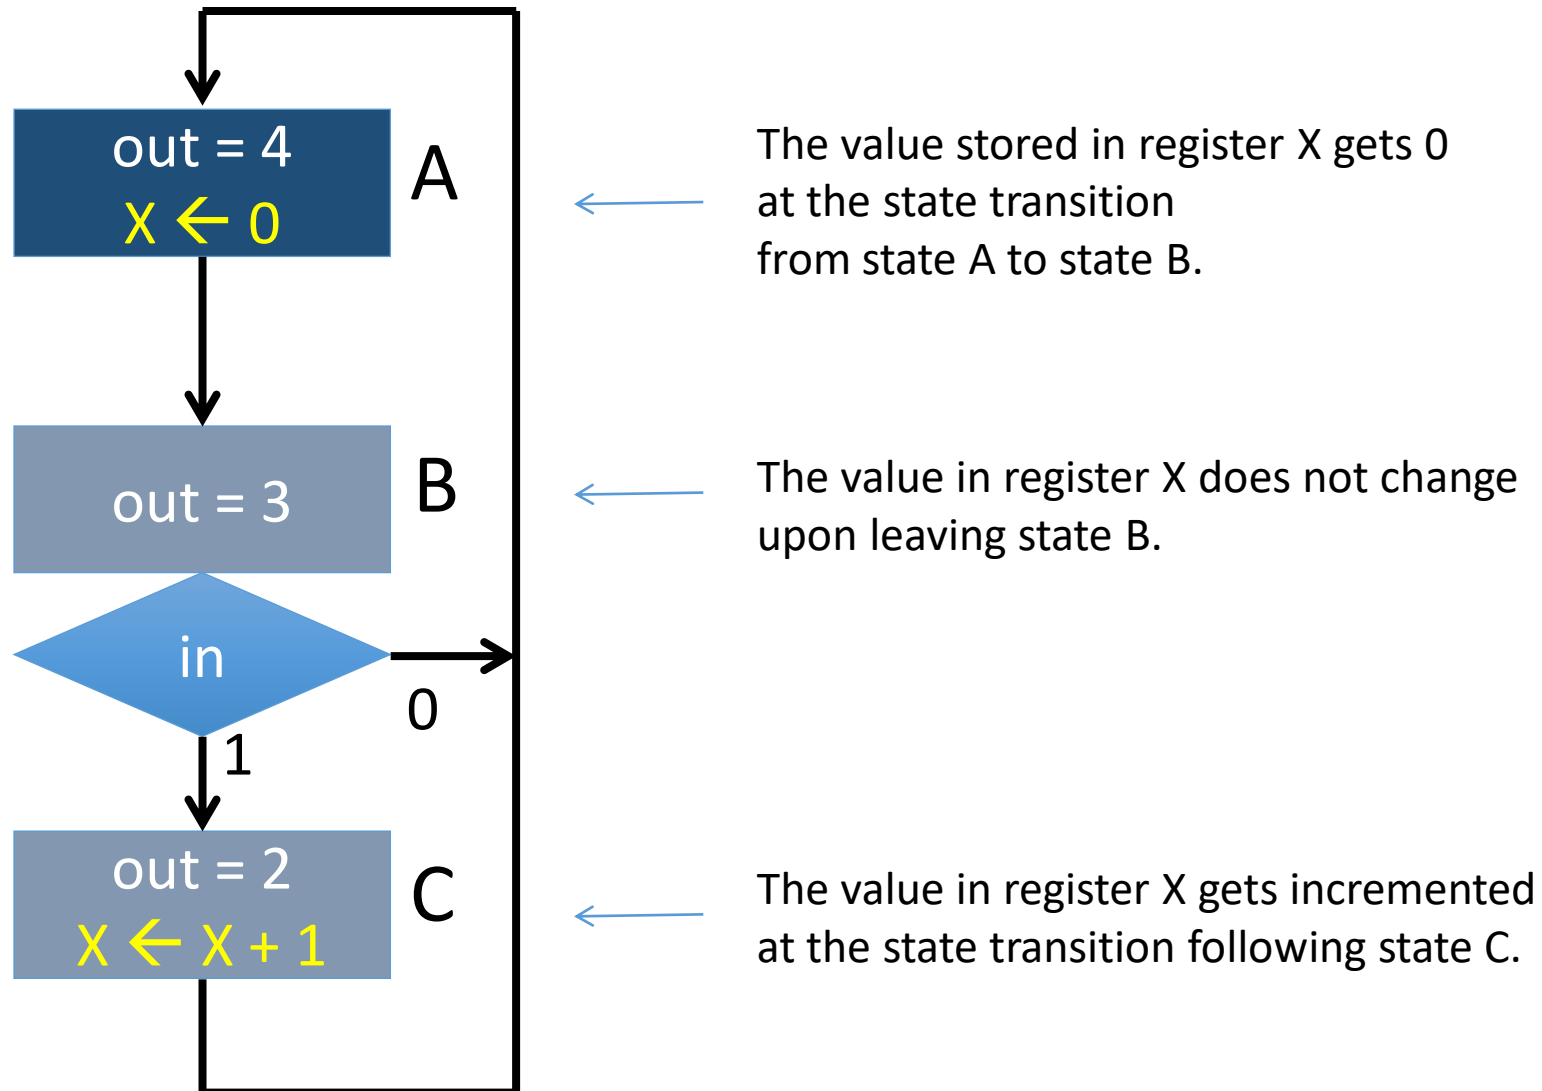 out = 4
X ← 0
A
The value stored in register X gets 0
at the state transition
from state A to state B.
out = 3
B
The value in register X does not change
upon leaving state B.
in
0
1
out = 2
X ← X + 1
C
The value in register X gets incremented
at the state transition following state C.